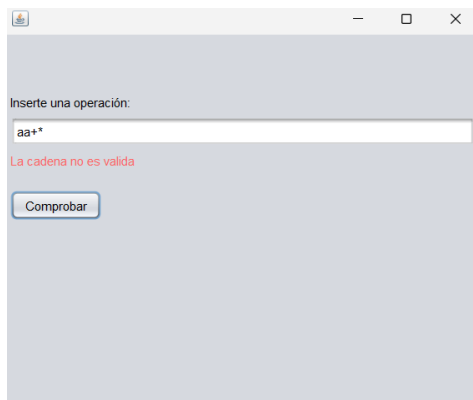 Inserte una operación:
aa+*
La cadena no es valida
Comprobar